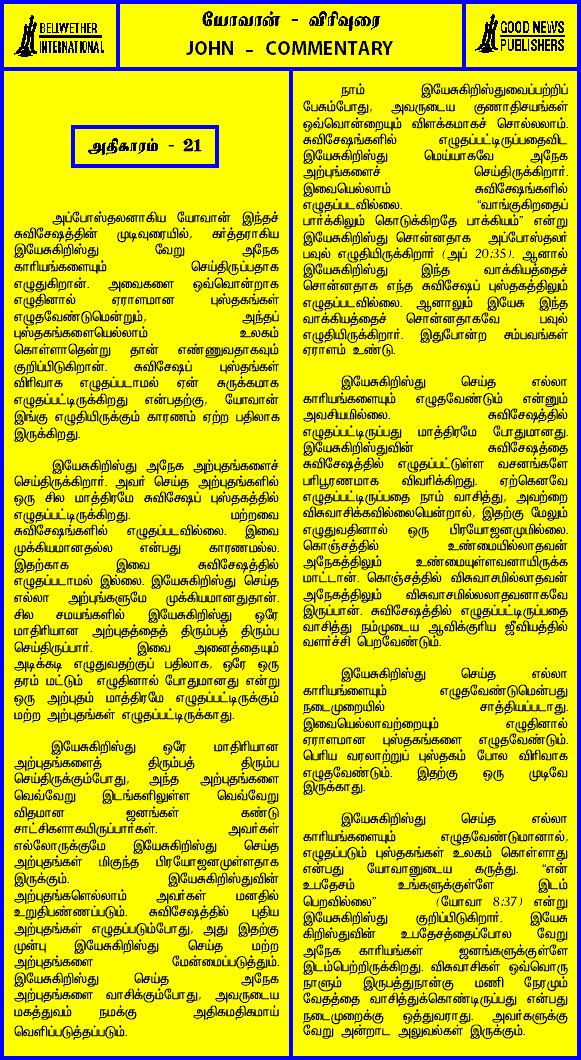 BELWETHER
INTERNATIONAL
யோவான் - விரிவுரை
JOHN - COMMENTARY
GOOD NEWS
PUBLISHERS
அதிகாரம் - 21
அப்போஸ்தலனாகிய யோவான் இந்தச்
சுவிசேஷத்தின் முடிவுரையில், கர்த்தராகிய
இயேசுகிறிஸ்து வேறு அநேக
காரியங்களையும் செய்திருப்பதாக
எழுதுகிறான். அவைகளை ஒவ்வொன்றாக
எழுதினால் ஏராளமான புஸ்தகங்கள்
எழுதவேண்டுமென்றும், அந்தப்
புஸ்தகங்களையெல்லாம் உலகம்
கொள்ளாதென்று தான் எண்ணுவதாகவும்
குறிப்பிடுகிறான். சுவிசேஷப் புஸ்தங்கள்
விரிவாக எழுதப்படாமல் ஏன் சுருக்கமாக
எழுதப்பட்டிருக்கிறது என்பதற்கு, யோவான்
இங்கு எழுதியிருக்கும் காரணம் ஏற்ற பதிலாக
இருக்கிறது.
இயேசுகிறிஸ்து அநேக அற்புதங்களைச்
செய்திருக்கிறார். அவர் செய்த அற்புதங்களில்
ஒரு சில மாத்திரமே சுவிசேஷப் புஸ்தகத்தில்
எழுதப்பட்டிருக்கிறது. மற்றவை
சுவிசேஷங்களில் எழுதப்படவில்லை. இவை
முக்கியமானதல்ல என்பது காரணமல்ல.
இதற்காக இவை சுவிசேஷத்தில்
எழுதப்படாமல் இல்லை. இயேசுகிறிஸ்து செய்த
எல்லா அற்புங்களுமே முக்கியமானதுதான்.
சில சமயங்களில் இயேசுகிறிஸ்து ஒரே
மாதிரியான அற்புதத்தைத் திரும்பத் திரும்ப
செய்திருப்பார். இவை அனைத்தையும்
அடிக்கடி எழுதுவதற்குப் பதிலாக, ஒரே ஒரு
தரம் மட்டும் எழுதினால் போதுமானது என்று
ஒரு அற்புதம் மாத்திரமே எழுதப்பட்டிருக்கும்
மற்ற அற்புதங்கள் எழுதப்பட்டிருக்காது.
இயேசுகிறிஸ்து ஒரே மாதிரியான
அற்புதங்களைத் திரும்பத் திரும்ப
செய்திருக்கும்போது, அந்த அற்புதங்களை
வெவ்வேறு இடங்களிலுள்ள வெவ்வேறு
விதமான ஜனங்கள் கண்டு
சாட்சிகளாகயிருப்பார்கள். அவர்கள்
எல்லோருக்குமே இயேசுகிறிஸ்து செய்த
அற்புதங்கள் மிகுந்த பிரயோஜனமுள்ளதாக
இருக்கும். இயேசுகிறிஸ்துவின்
அற்புதங்களெல்லாம் அவர்கள் மனதில்
உறுதிபண்ணப்படும். சுவிசேஷத்தில் புதிய
அற்புதங்கள் எழுதப்படும்போது, அது இதற்கு
முன்பு இயேசுகிறிஸ்து செய்த மற்ற
அற்புதங்களை மேன்மைப்படுத்தும்.
இயேசுகிறிஸ்து செய்த அநேக
அற்புதங்களை வாசிக்கும்போது, அவருடைய
மகத்துவம் நமக்கு அதிகமதிகமாய்
வெளிப்படுத்தப்படும்.
நாம் இயேசுகிறிஸ்துவைப்பற்றிப்
பேசும்போது, அவருடைய குணாதிசயங்கள்
ஒவ்வொன்றையும் விளக்கமாகச் சொல்லலாம்.
சுவிசேஷங்களில் எழுதப்பட்டிருப்பதைவிட
இயேசுகிறிஸ்து மெய்யாகவே அநேக
அற்புங்களைச் செய்திருக்கிறார்.
இவையெல்லாம் சுவிசேஷங்களில்
எழுதப்படவில்லை. “வாங்குகிறதைப்
பார்க்கிலும் கொடுக்கிறதே பாக்கியம்” என்று
இயேசுகிறிஸ்து சொன்னதாக அப்போஸ்தலர்
பவுல் எழுதியிருக்கிறார் (அப் 20:35). ஆனால்
இயேசுகிறிஸ்து இந்த வாக்கியத்தைச்
சொன்னதாக எந்த சுவிசேஷப் புஸ்தகத்திலும்
எழுதப்படவில்லை. ஆனாலும் இயேசு இந்த
வாக்கியத்தைச் சொன்னதாகவே பவுல்
எழுதியிருக்கிறார். இதுபோன்ற சம்பவங்கள்
ஏராளம் உண்டு.
இயேசுகிறிஸ்து செய்த எல்லா
காரியங்களையும் எழுதவேண்டும் என்னும்
அவசியமில்லை. சுவிசேஷத்தில்
எழுதப்பட்டிருப்பது மாத்திரமே போதுமானது.
இயேசுகிறிஸ்துவின் சுவிசேஷத்தை
சுவிசேஷத்தில் எழுதப்பட்டுள்ள வசனங்களே
பரிபூரணமாக விவரிக்கிறது. ஏற்கெனவே
எழுதப்பட்டிருப்பதை நாம் வாசித்து, அவற்றை
விசுவாசிக்கவில்லையென்றால், இதற்கு மேலும்
எழுதுவதினால் ஒரு பிரயோஜனமுமில்லை.
கொஞ்சத்தில் உண்மையில்லாதவன்
அநேகத்திலும் உண்மையுள்ளவனாயிருக்க
மாட்டான். கொஞ்சத்தில் விசுவாசமில்லாதவன்
அநேகத்திலும் விசுவாசமில்லலாதவனாகவே
இருப்பான். சுவிசேஷத்தில் எழுதப்பட்டிருப்பதை
வாசித்து நம்முடைய ஆவிக்குரிய ஜீவியத்தில்
வளர்ச்சி பெறவேண்டும்.
இயேசுகிறிஸ்து செய்த எல்லா
காரியங்களையும் எழுதவேண்டுமென்பது
நடைமுறையில் சாத்தியப்படாது.
இவையெல்லாவற்றையும் எழுதினால்
ஏராளமான புஸ்தகங்களை எழுதவேண்டும்.
பெரிய வரலாற்றுப் புஸ்தகம் போல விரிவாக
எழுதவேண்டும். இதற்கு ஒரு முடிவே
இருக்காது.
இயேசுகிறிஸ்து செய்த எல்லா
காரியங்களையும் எழுதவேண்டுமானால்,
எழுதப்படும் புஸ்தகங்கள் உலகம் கொள்ளாது
என்பது யோவானுடைய கருத்து. “என்
உபதேசம் உங்களுக்குள்ளே இடம்
பெறவில்லை” (யோவா 8:37) என்று
இயேசுகிறிஸ்து குறிப்பிடுகிறார். இயேசு
கிறிஸ்துவின் உபதேசத்தைப்போல வேறு
அநேக காரியங்கள் ஜனங்களுக்குள்ளே
இடம்பெற்றிருக்கிறது. விசுவாசிகள் ஒவ்வொரு
நாளும் இருபத்துநான்கு மணி நேரமும்
வேதத்தை வாசித்துக்கொண்டிருப்பது என்பது
நடைமுறைக்கு ஒத்துவராது. அவர்களுக்கு
வேறு அன்றாட அலுவல்கள் இருக்கும்.